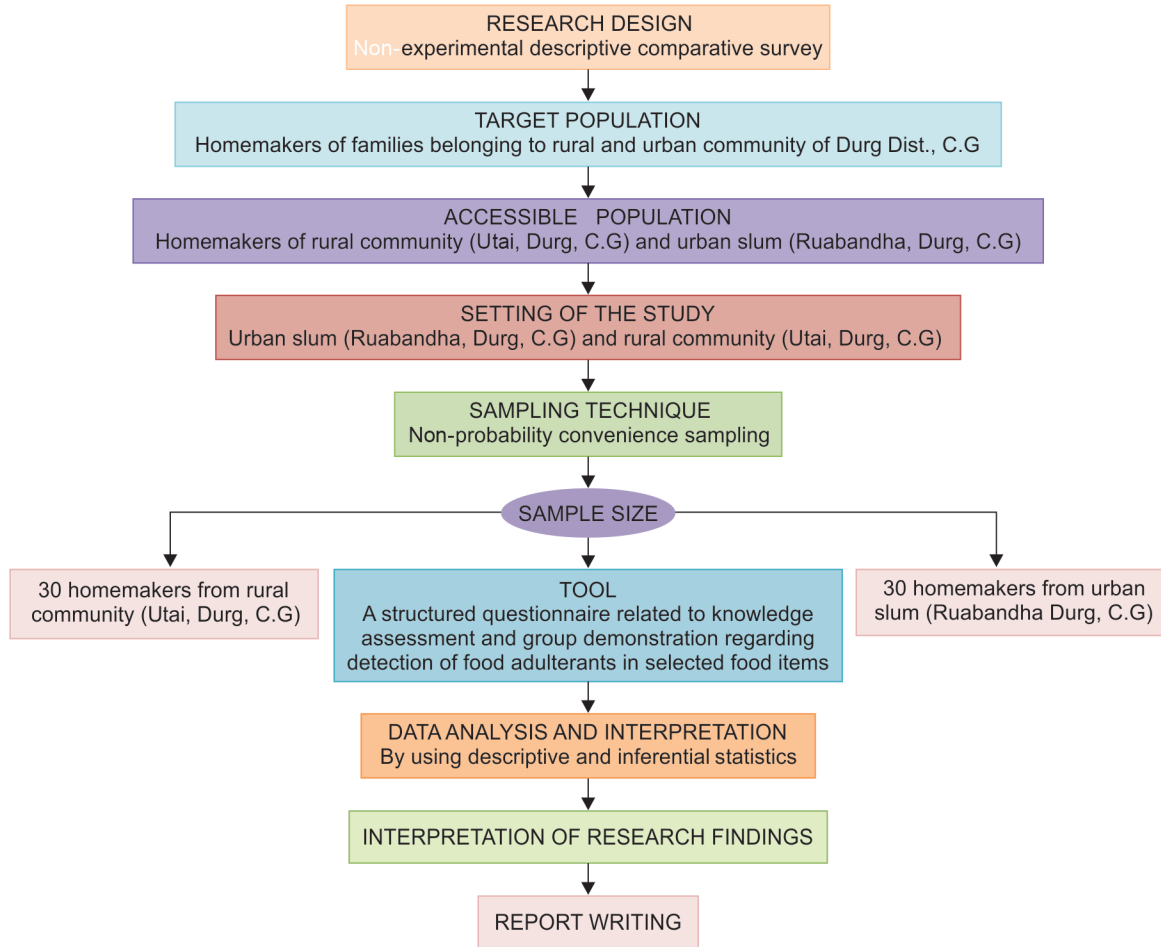 RESEARCH DESIGN
Non-experimental descriptive comparative survey
TARGET POPULATION
Homemakers of families belonging to rural and urban community of Durg Dist., C.G
ACCESSIBLE POPULATION
Homemakers of rural community (Utai, Durg, C.G) and urban slum (Ruabandha, Durg, C.G)
SETTING OF THE STUDY
Urban slum (Ruabandha, Durg, C.G) and rural community (Utai, Durg, C.G)
SAMPLING TECHNIQUE
Non-probability convenience sampling
SAMPLE SIZE
30 homemakers from rural
community (Utai, Durg, C.G)
TOOL
A structured questionnaire related to knowledge
assessment and group demonstration regarding
detection of food adulterants in selected food items
30 homemakers from urban
slum (Ruabandha Durg, C.G)
DATA ANALYSIS AND INTERPRETATION
By using descriptive and inferential statistics
INTERPRETATION OF RESEARCH FINDINGS
REPORT WRITING